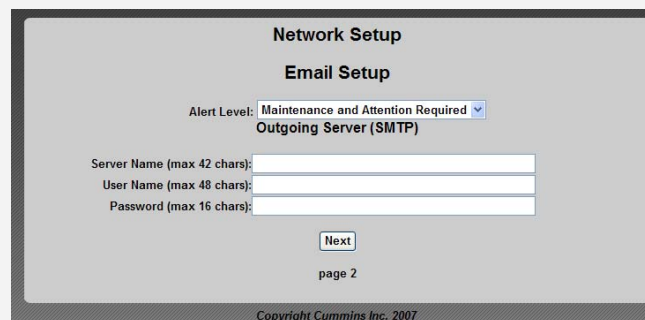 Network Setup
Email Setup
Alert Level: Maintenance and Attention Required
Outgoing Server (SMTP)
Server Name (max 42 chars):
User Name (max 48 chars):
Password (max 16 chars):
Next
page 2
Copyright Cummins Inc. 2007